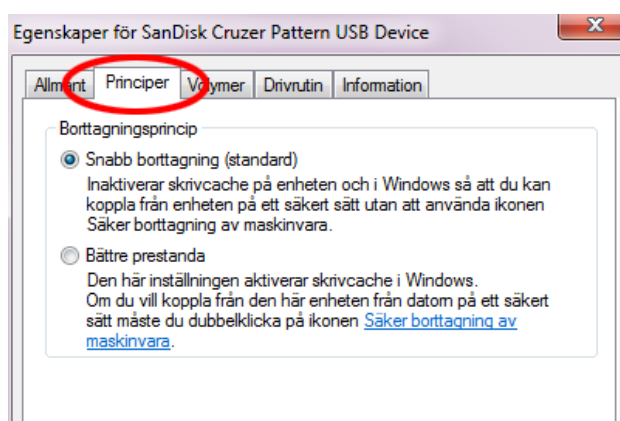 Egenskaper för SanDisk Cruzer Pattern USB Device
Allmänt Principer Volymer Drivrutin Information
Borttagningsprincip
Snabb borttagning (standard)
Inaktiverar skrivcache på enheten och i Windows så att du kan
koppla från enheten på ett säkert sätt utan att använda ikonen
Säker borttagning av maskinvara.
Bättre prestanda
Den här inställningen aktiverar skrivcache i Windows.
Om du vill koppla från den här enheten från datorn på ett säkert
sätt måste du dubbelklicka på ikonen Säker borttagning av
maskinvara.